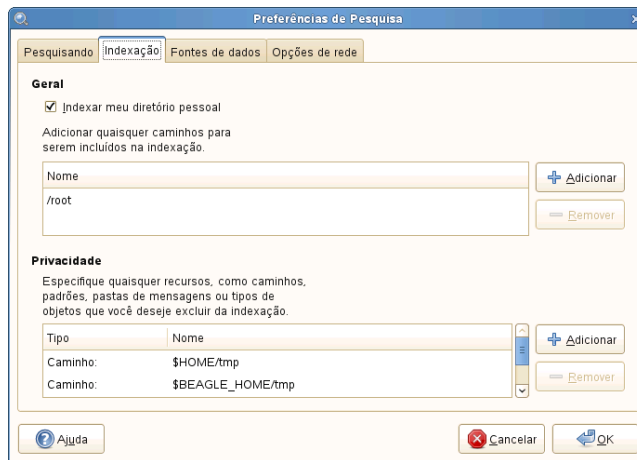 Preferências de Pesquisa
Pesquisando Indexação Fontes de dados Opções de rede
Geral
Indexar meu diretório pessoal
Adicionar quaisquer caminhos para
serem incluídos na indexação.
Nome
/root
Adicionar
Remover
Privacidade
Especifique quaisquer recursos, como caminhos,
padrões, pastas de mensagens ou tipos de
objetos que você deseje excluir da indexação.
Tipo Nome
Caminho: $HOME/tmp
Caminho: $BEAGLE_HOME/tmp
Adicionar
Remover
Ajuda Cancelar OK